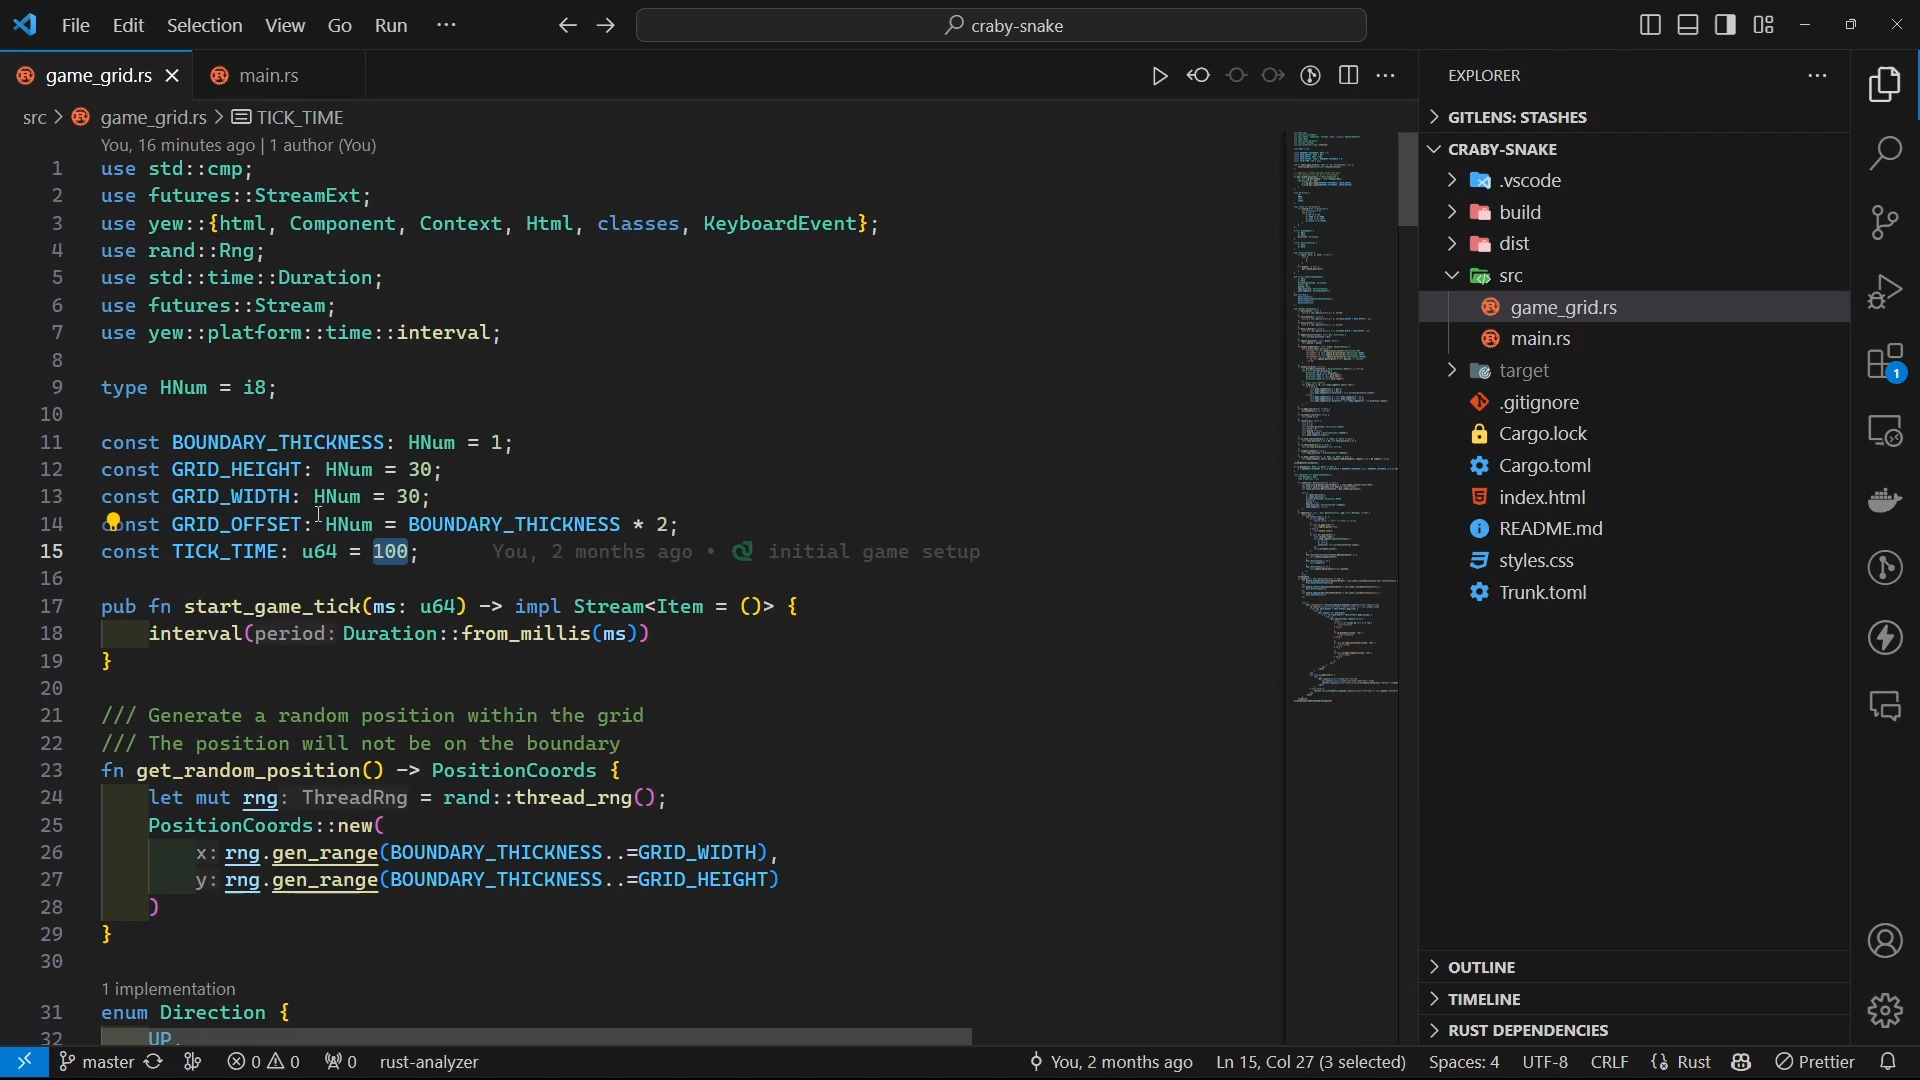 File Edit Selection View Go Run ··· craby-snake
game_grid.rs main.rs
src > game_grid.rs > TICK_TIME
You, 16 minutes ago | 1 author (You)
1 use std::cmp;
2 use futures::StreamExt;
3 use yew::{html, Component, Context, Html, classes, KeyboardEvent};
4 use rand::Rng;
5 use std::time::Duration;
6 use futures::Stream;
7 use yew::platform::time::interval;
8
9 type HNum = i8;
10
11 const BOUNDARY_THICKNESS: HNum = 1;
12 const GRID_HEIGHT: HNum = 30;
13 const GRID_WIDTH: HNum = 30;
14 const GRID_OFFSET: HNum = BOUNDARY_THICKNESS * 2;
15 const TICK_TIME: u64 = 100; You, 2 months ago • initial game setup
16
17 pub fn start_game_tick(ms: u64) -> impl Stream<Item = ()> {
18 interval(period: Duration::from_millis(ms))
19 }
20
21 /// Generate a random position within the grid
22 /// The position will not be on the boundary
23 fn get_random_position() -> PositionCoords {
24 let mut rng: ThreadRng = rand::thread_rng();
25 PositionCoords::new(
26 x: rng.gen_range(BOUNDARY_THICKNESS..=GRID_WIDTH),
27 y: rng.gen_range(BOUNDARY_THICKNESS..=GRID_HEIGHT)
28 )
29 }
30
1 implementation
31 enum Direction {
32 UP,
EXPLORER
GITLENS: STASHES
CRABY-SNAKE
.vscode
build
dist
src
game_grid.rs
main.rs
target
.gitignore
Cargo.lock
Cargo.toml
index.html
README.md
styles.css
Trunk.toml
OUTLINE
TIMELINE
RUST DEPENDENCIES
1
master 0 0 0 rust-analyzer You, 2 months ago Ln 15, Col 27 (3 selected) Spaces: 4 UTF-8 CRLF {} Rust Prettier